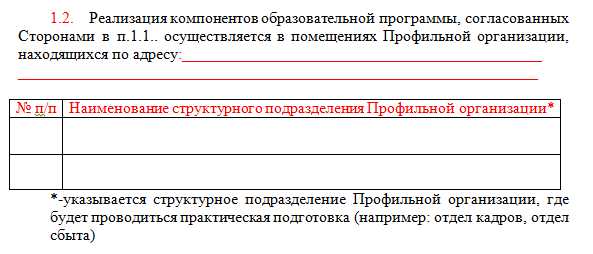 1.2. Реализация компонентов образовательной программы, согласованных
Сторонами в п.1.1.. осуществляется в помещениях Профильной организации,
находящихся по адресу:________________________________________________
______________________________________________________________________
№ п/п Наименование структурного подразделения Профильной организации*
*-указывается структурное подразделение Профильной организации, где
будет проводиться практическая подготовка (например: отдел кадров, отдел
сбыта)